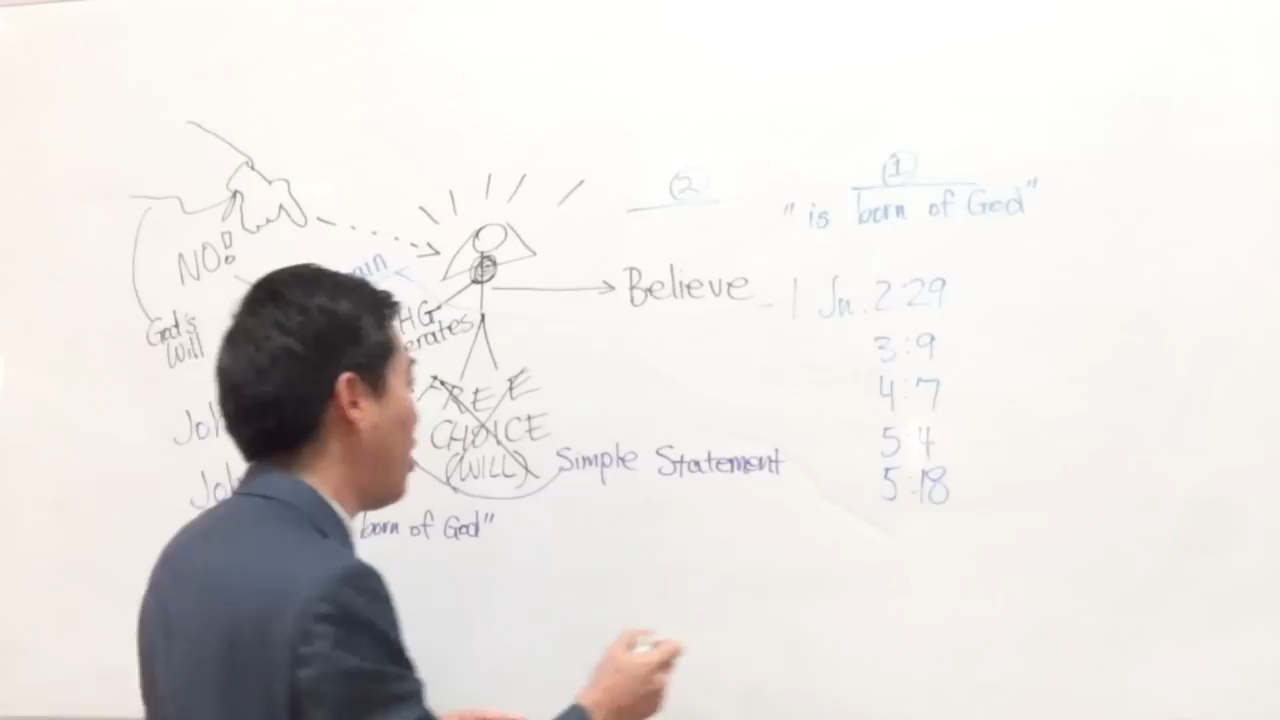 (2)
①
" is born of God"
NO!
Believe
1 Jn. 2:29
God's
Will
HG
3:9
FREE
4:7
CHOICE
(WILL)
5:4
Simple Statement
5:18
born of God"